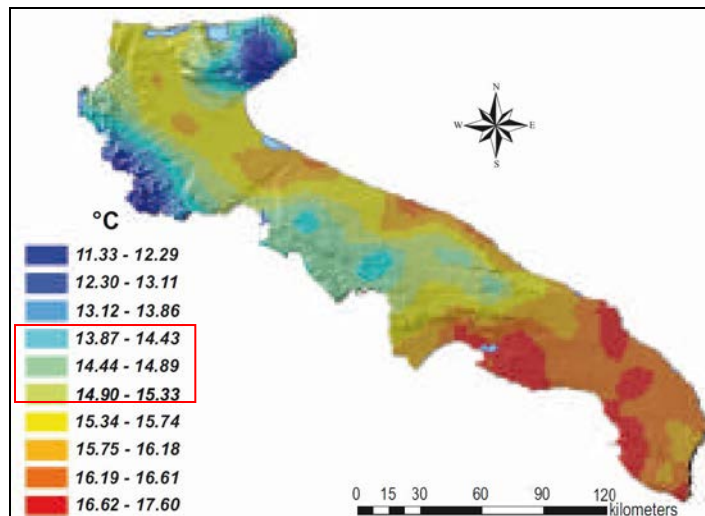 N
W E
S
°C
11.33 - 12.29
12.30 - 13.11
13.12 - 13.86
13.87 - 14.43
14.44 - 14.89
14.90 - 15.33
15.34 - 15.74
15.75 - 16.18
16.19 - 16.61
16.62 - 17.60
0 15 30 60 90 120
kilometers